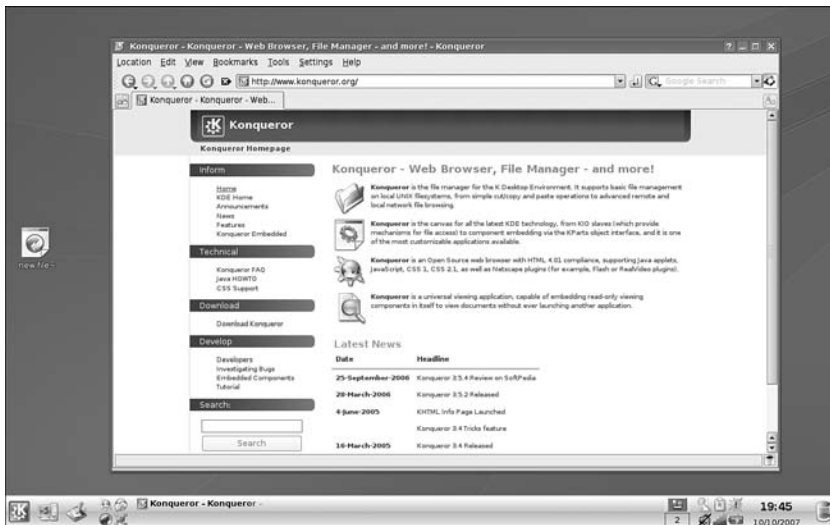 Konqueror - Konqueror - Web Browser, File Manager - and more! - Konqueror
Location Edit View Bookmarks Tools Settings Help
http://www.konqueror.org/
Google Search
Konqueror - Konqueror - Web...
Konqueror
Konqueror Homepage
Inform
Home
KDE Home
Announcements
News
Features
Konqueror Embedded
Technical
Konqueror FAQ
Java HOWTO
CSS Support
Download
Download Konqueror
Develop
Developers
Investigating Bugs
Embedded Components
Tutorial
Search:
Search
Konqueror - Web Browser, File Manager - and more!
Konqueror is the file manager for the K Desktop Environment. It supports basic file management
on local UNIX filesystems, from simple cut/copy and paste operations to advanced remote and
local network file browsing.
Konqueror is the canvas for all the latest KDE technology, from KIO slaves (which provide
mechanisms for file access) to component embedding via the KParts object interface, and it is one
of the most customizable applications available.
Konqueror is an Open Source web browser with HTML 4.01 compliance, supporting Java applets,
JavaScript, CSS 1, CSS 2.1, as well as Netscape plugins (for example, Flash or RealVideo plugins).
Konqueror is a universal viewing application, capable of embedding read-only viewing
components in itself to view documents without ever launching another application.
Latest News
Date Headline
25-September-2006 Konqueror 3.5.4 Review on SoftPedia
28-March-2006 Konqueror 3.5.2 Released
4-June-2005 KHTML Info Page Launched
Konqueror 3.4 Tricks feature
16-March-2005 Konqueror 3.4 Released
new file~
Konqueror - Konqueror -
2
19:45
10/10/2007